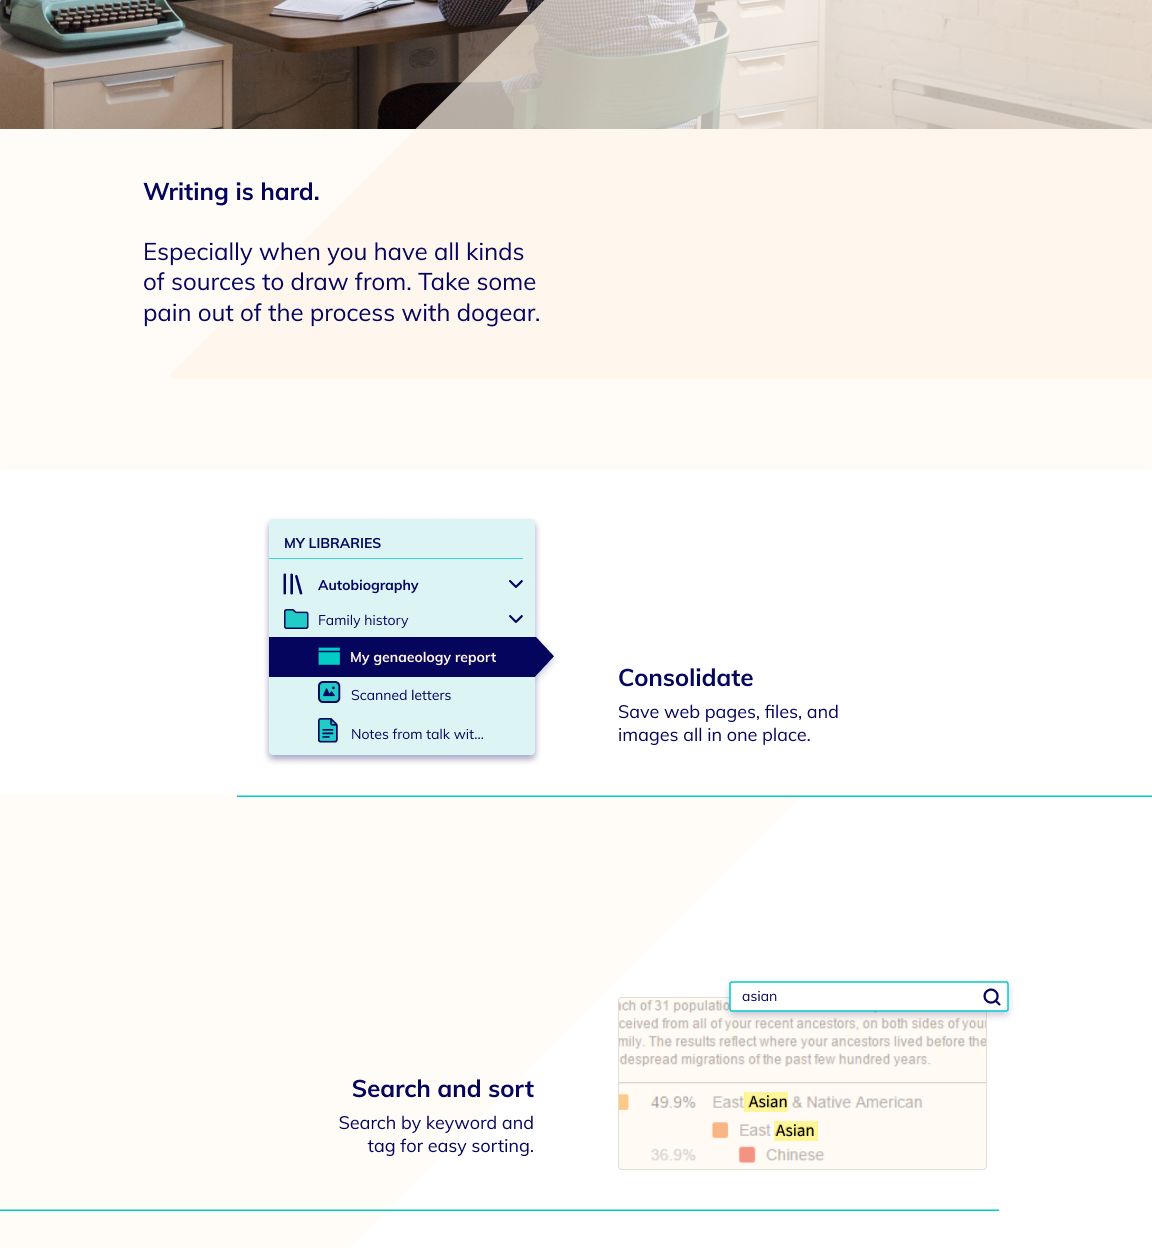 Writing is hard.
Especially when you have all kinds
of sources to draw from. Take some
pain out of the process with dogear.
MY LIBRARIES
Autobiography
Family history
My genaeology report
Scanned letters
Notes from talk wit...
Consolidate
Save web pages, files, and
images all in one place.
asian
ach of 31 populatio
ceived from all of your recent ancestors, on both sides of your
mily. The results reflect where your ancestors lived before the
despread migrations of the past few hundred years.
49.9% East Asian & Native American
East Asian
36.9% Chinese
Search and sort
Search by keyword and
tag for easy sorting.